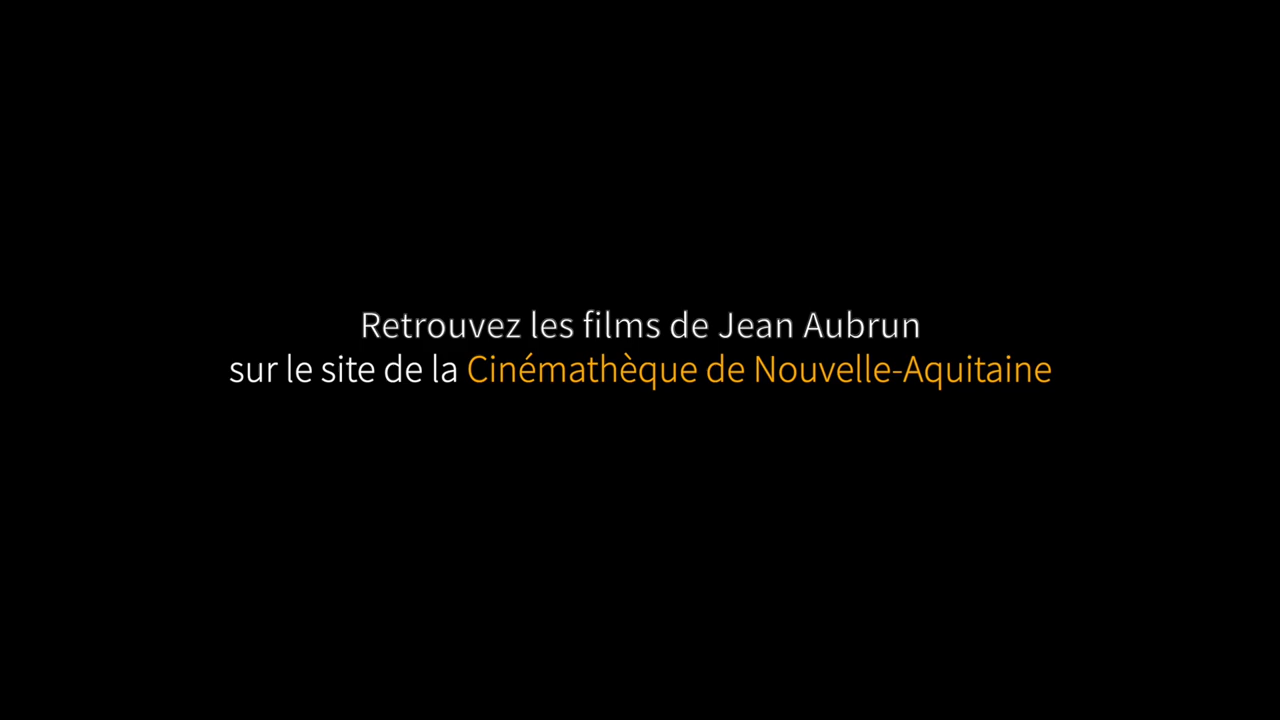 Retrouvez les films de Jean Aubrun
sur le site de la Cinémathèque de Nouvelle-Aquitaine